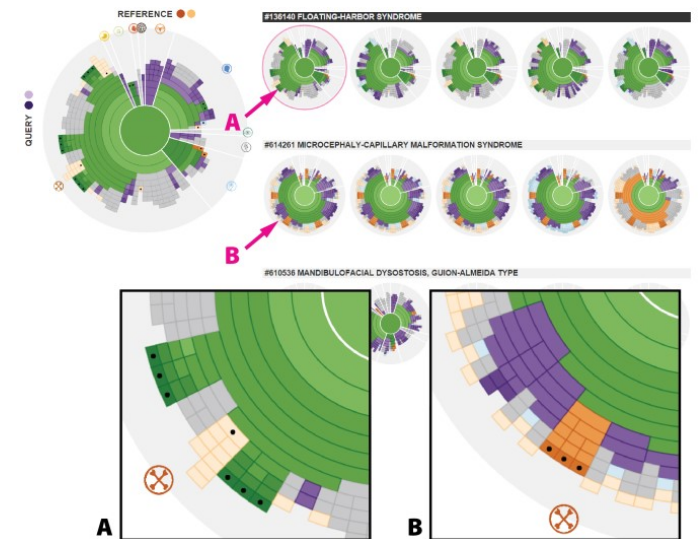 REFERENCE
QUERY
#136140 FLOATING-HARBOR SYNDROME
A
#614261 MICROCEPHALY-CAPILLARY MALFORMATION SYNDROME
B
#610536 MANDIBULOFACIAL DYSOSTOSIS, GUION-ALMEIDA TYPE
A
B